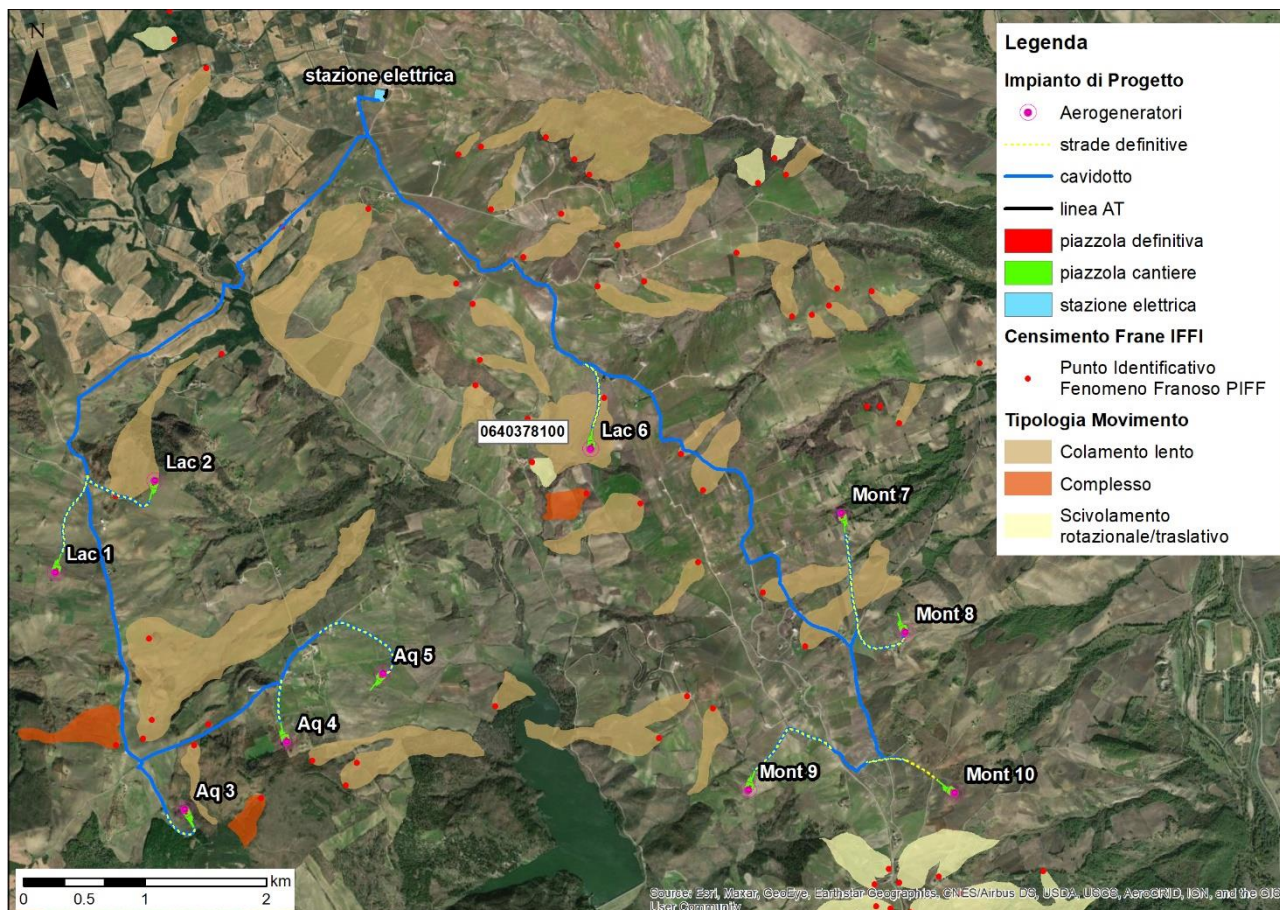 N
stazione elettrica
0640378100
Lac 6
Lac 2
Lac 1
Mont 7
Mont 8
Aq 5
Aq 4
Aq 3
Mont 9
Mont 10
Legenda
Impianto di Progetto
Aerogeneratori
strade definitive
cavidotto
linea AT
piazzola definitiva
piazzola cantiere
stazione elettrica
Censimento Frane IFFI
Punto Identificativo
Fenomeno Franoso PIFF
Tipologia Movimento
Colamento lento
Complesso
Scivolamento
rotazionale/traslativo
km
0 0.5 1 2
Source: Esri, Maxar, GeoEye, Earthstar Geographics, CNES/Airbus DS, USDA, USGS, AeroGRID, IGN, and the GIS
User Community